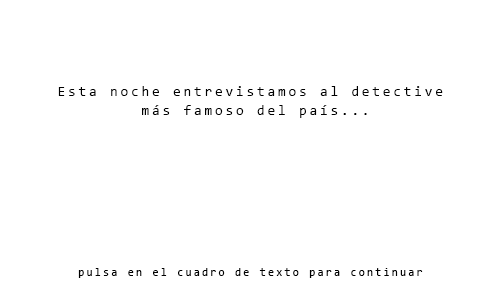 Esta noche entrevistamos al detective
más famoso del país...
pulsa en el cuadro de texto para continuar